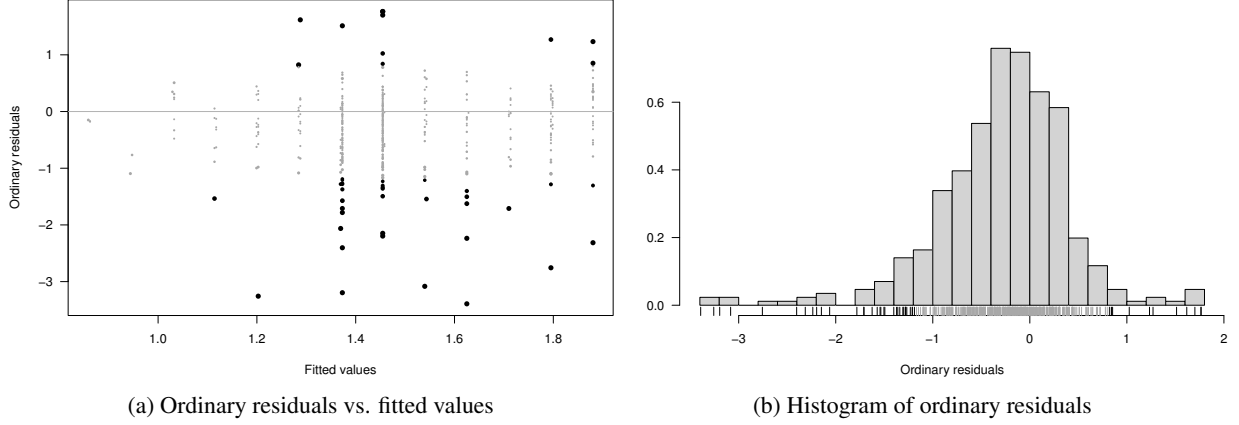 Ordinary residuals
1
0
−1
−2
−3
1.0 1.2 1.4 1.6 1.8
Fitted values
(a) Ordinary residuals vs. fitted values
0.6
0.4
0.2
0.0
−3 −2 −1 0 1 2
Ordinary residuals
(b) Histogram of ordinary residuals